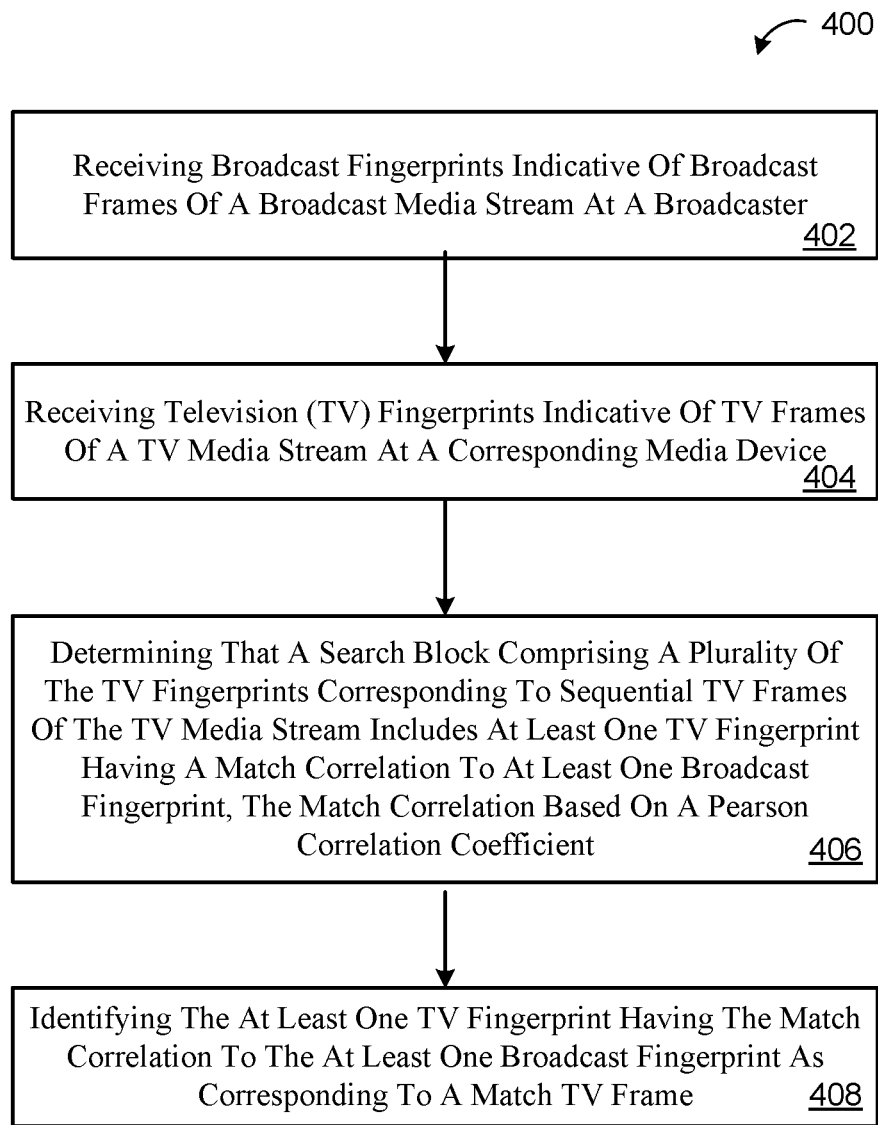 400
Receiving Broadcast Fingerprints Indicative Of Broadcast
Frames Of A Broadcast Media Stream At A Broadcaster
402
Receiving Television (TV) Fingerprints Indicative Of TV Frames
Of A TV Media Stream At A Corresponding Media Device
404
Determining That A Search Block Comprising A Plurality Of
The TV Fingerprints Corresponding To Sequential TV Frames
Of The TV Media Stream Includes At Least One TV Fingerprint
Having A Match Correlation To At Least One Broadcast
Fingerprint, The Match Correlation Based On A Pearson
Correlation Coefficient
406
Identifying The At Least One TV Fingerprint Having The Match
Correlation To The At Least One Broadcast Fingerprint As
Corresponding To A Match TV Frame
408